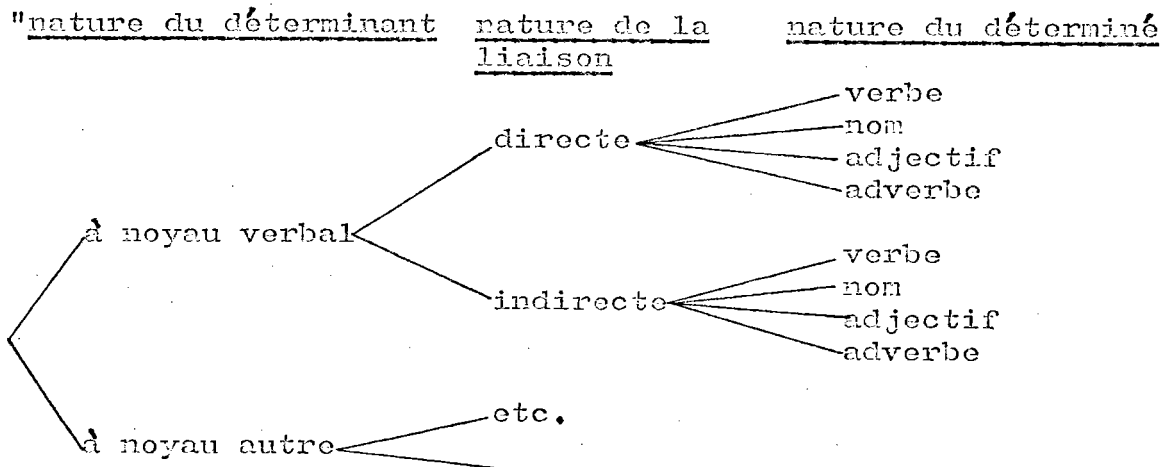 "nature du déterminant nature de la liaison nature du déterminé
verbe
nom
directe
adjectif
adverbe
à noyau verbal
verbe
nom
indirecte
adjectif
adverbe
etc.
à noyau autre